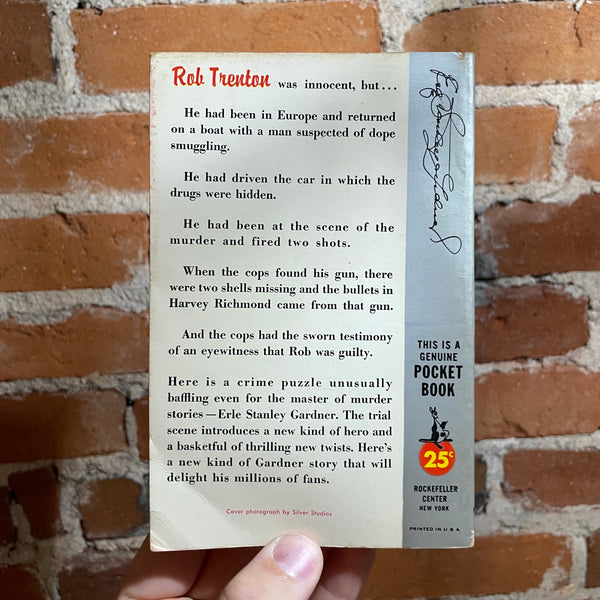 Rob Trenton was innocent, but...
He had been in Europe and returned
on a boat with a man suspected of dope
smuggling.
He had driven the car in which the
drugs were hidden.
He had been at the scene of the
murder and fired two shots.
When the cops found his gun, there
were two shells missing and the bullets in
Harvey Richmond came from that gun.
And the cops had the sworn testimony
of an eyewitness that Rob was guilty.
Here is a crime puzzle unusually
baffling even for the master of murder
stories—Erle Stanley Gardner. The trial
scene introduces a new kind of hero and
a basketful of thrilling new twists. Here's
a new kind of Gardner story that will
delight his millions of fans.
Cover photograph by Silver Studios
Erle Stanley Gardner
THIS IS A
GENUINE
POCKET
BOOK
25¢
ROCKEFELLER
CENTER
NEW YORK
PRINTED IN U.S.A.